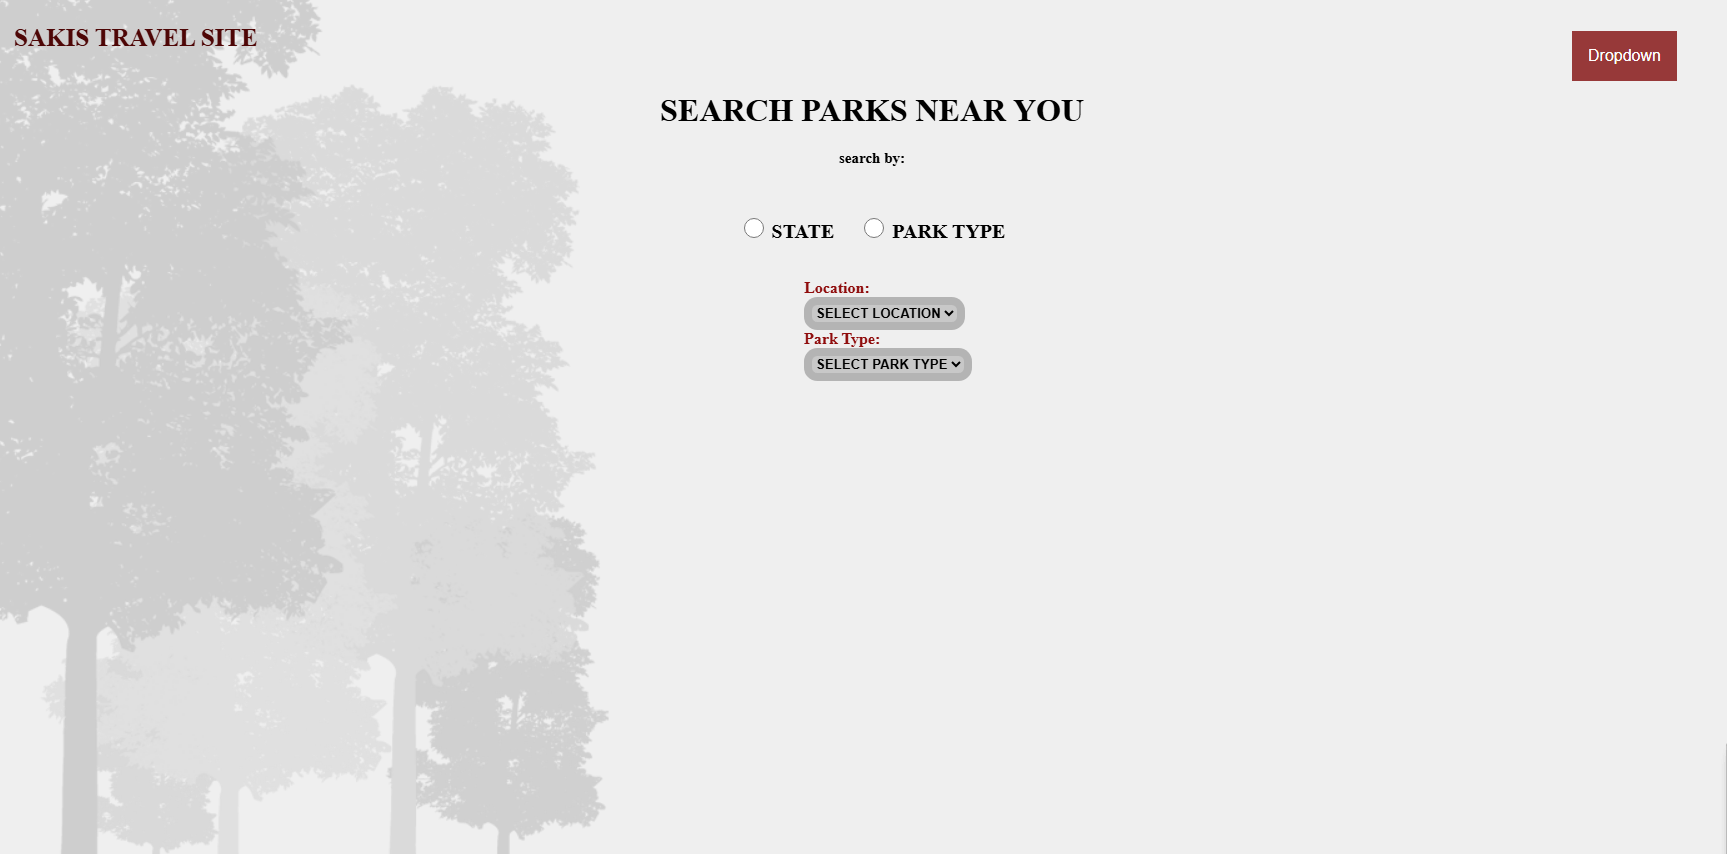 SAKIS TRAVEL SITE
Dropdown
SEARCH PARKS NEAR YOU
search by:
STATE PARK TYPE
Location:
SELECT LOCATION
Park Type:
SELECT PARK TYPE